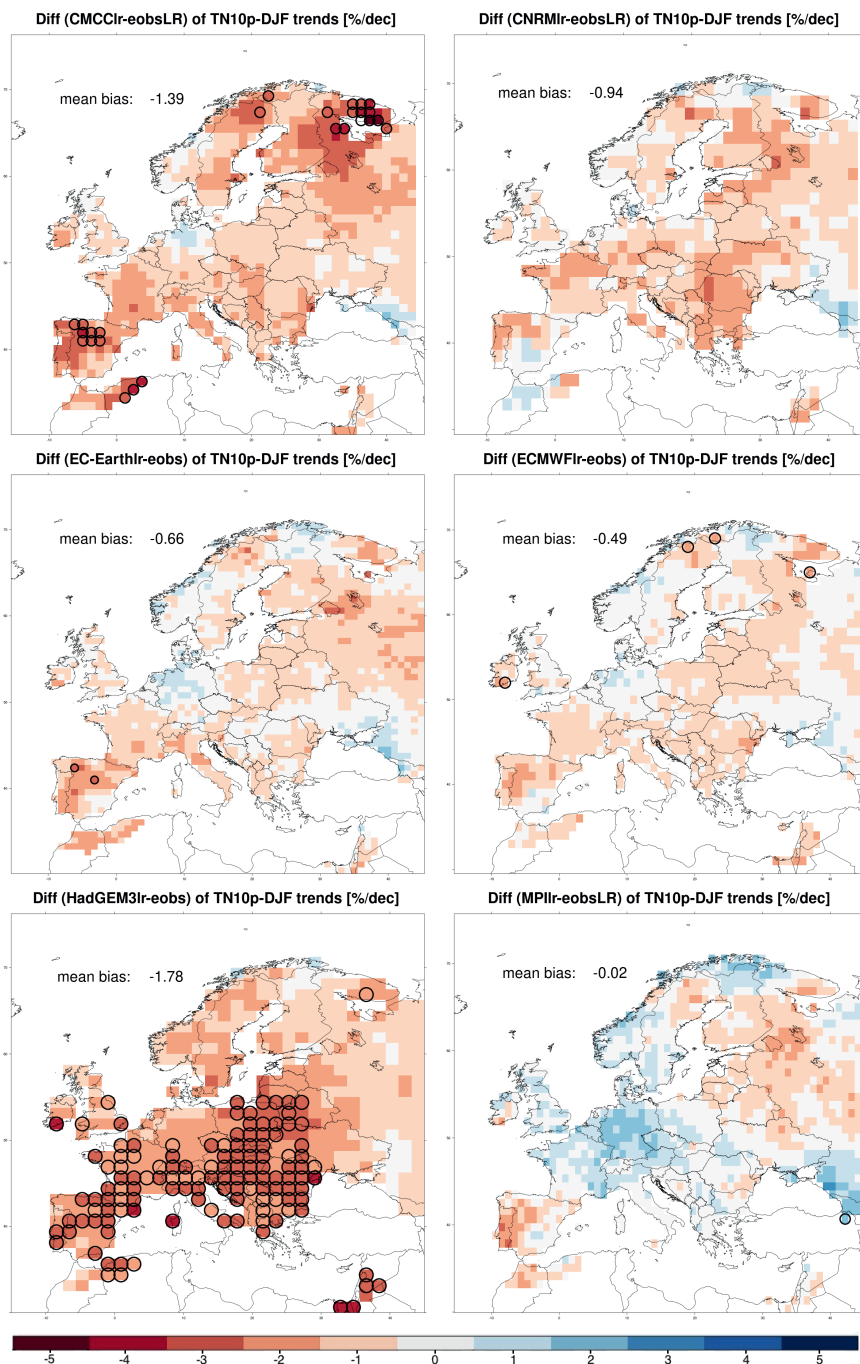 Diff (CMCClr-eobsLR) of TN10p-DJF trends [%/dec]
mean bias: -1.39
Diff (CNRMlr-eobsLR) of TN10p-DJF trends [%/dec]
mean bias: -0.94
Diff (EC-Earthlr-eobs) of TN10p-DJF trends [%/dec]
mean bias: -0.66
Diff (ECMWFlr-eobs) of TN10p-DJF trends [%/dec]
mean bias: -0.49
Diff (HadGEM3lr-eobs) of TN10p-DJF trends [%/dec]
mean bias: -1.78
Diff (MPIlr-eobsLR) of TN10p-DJF trends [%/dec]
mean bias: -0.02
-5 -4 -3 -2 -1 0 1 2 3 4 5